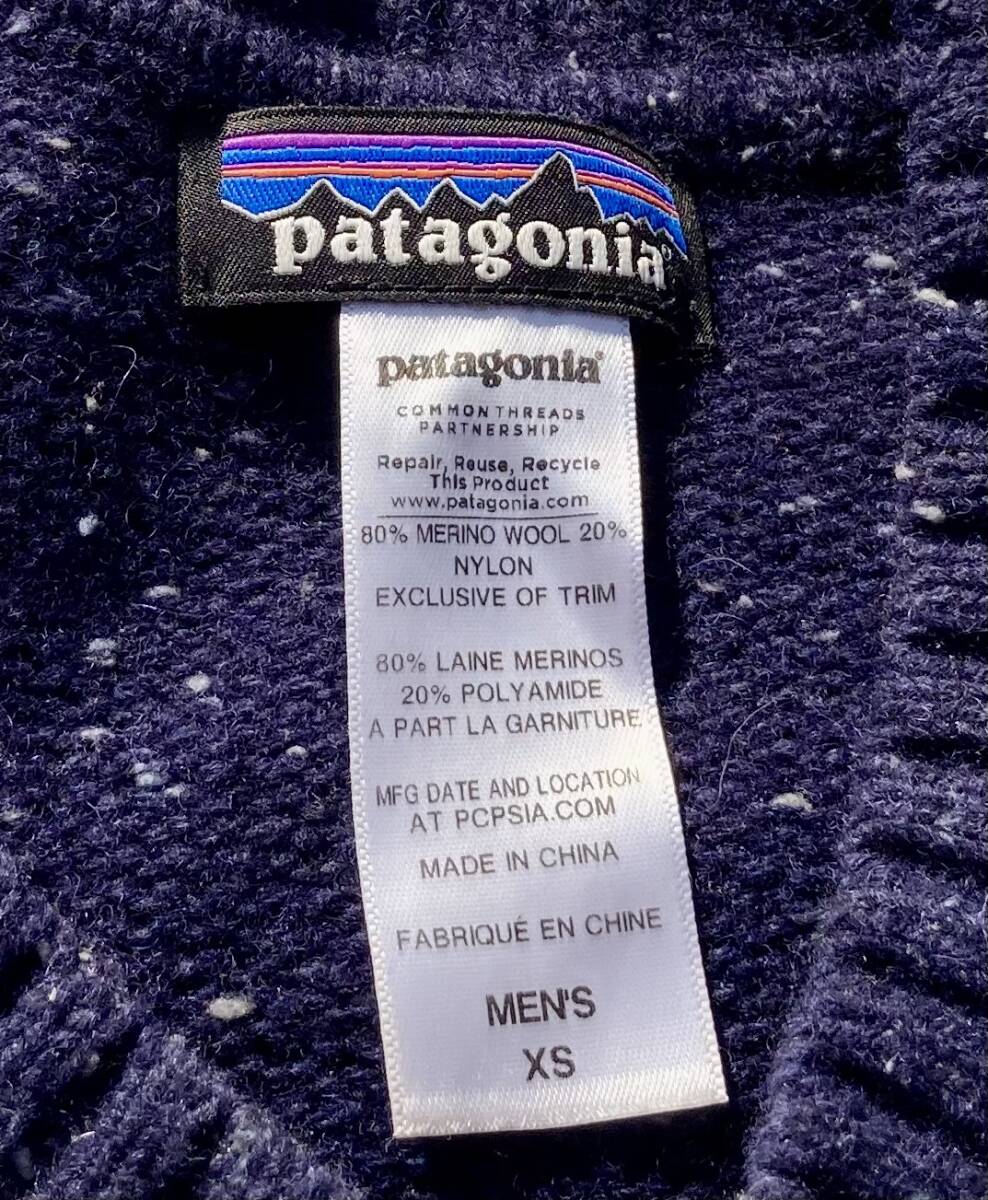 patagonia®
patagonia®
COMMON THREADS
PARTNERSHIP
Repair, Reuse, Recycle
This Product
www.patagonia.com
80% MERINO WOOL 20%
NYLON
EXCLUSIVE OF TRIM
80% LAINE MERINOS
20% POLYAMIDE
A PART LA GARNITURE
MFG DATE AND LOCATION
AT PCPSIA.COM
MADE IN CHINA
FABRIQUÉ EN CHINE
MEN'S
XS